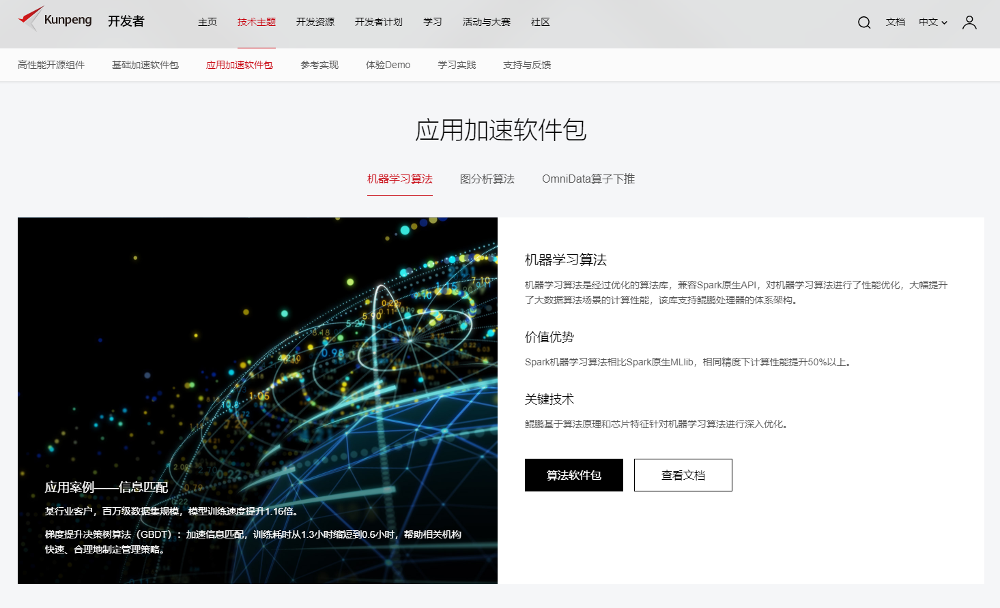 Kunpeng 开发者 主页 技术主题 开发资源 开发者计划 学习 活动与大赛 社区 文档 中文
高性能开源组件 基础加速软件包 应用加速软件包 参考实现 体验Demo 学习实践 支持与反馈
应用加速软件包
机器学习算法 图分析算法 OmniData算子下推
应用案例——信息匹配
某行业客户，百万级数据集规模，模型训练速度提升1.16倍。
梯度提升决策树算法（GBDT）：加速信息匹配，训练耗时从1.3小时缩短到0.6小时，帮助相关机构
快速、合理地制定管理策略。
机器学习算法
机器学习算法是经过优化的算法库，兼容Spark原生API，对机器学习算法进行了性能优化，大幅提升
了大数据算法场景的计算性能，该库支持鲲鹏处理器的体系架构。
价值优势
Spark机器学习算法相比Spark原生MLlib，相同精度下计算性能提升50%以上。
关键技术
鲲鹏基于算法原理和芯片特征针对机器学习算法进行深入优化。
算法软件包 查看文档